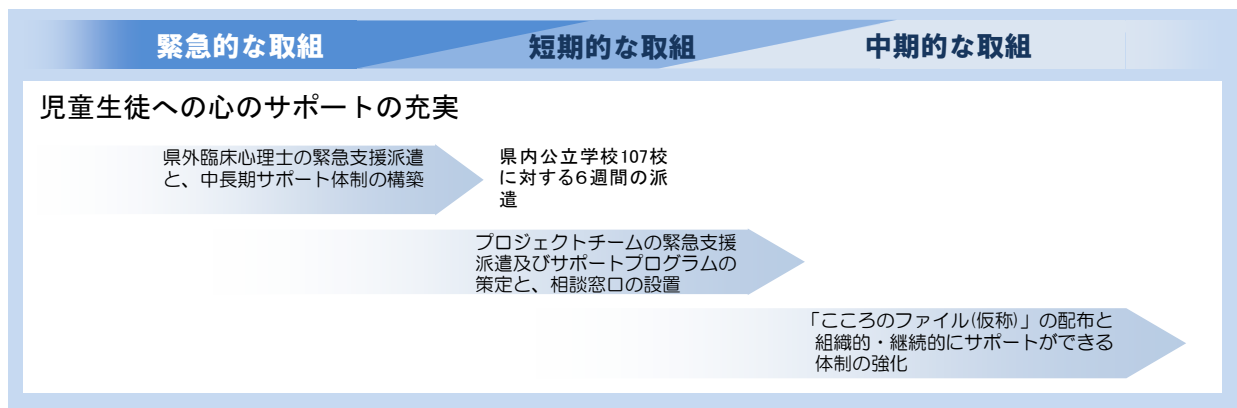 緊急的な取組
短期的な取組
中期的な取組
児童生徒への心のサポートの充実
県外臨床心理士の緊急支援派遣
と、中長期サポート体制の構築
県内公立学校107校
に対する6週間の派
遣
プロジェクトチームの緊急支援
派遣及びサポートプログラムの
策定と、相談窓口の設置
「こころのファイル(仮称)」の配布と
組織的・継続的にサポートができる
体制の強化